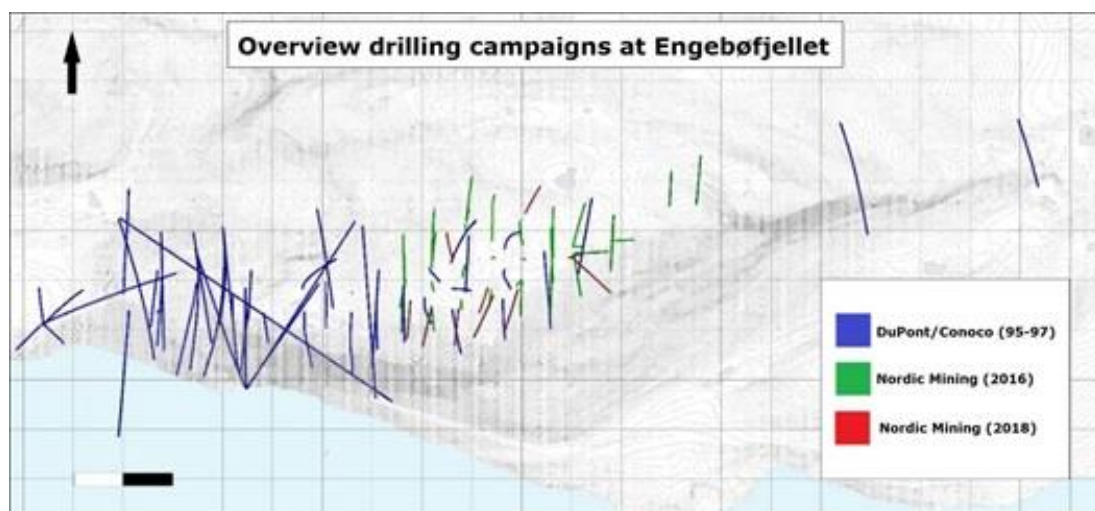 Overview drilling campaigns at Engebøfjellet
DuPont/Conoco (95-97)
Nordic Mining (2016)
Nordic Mining (2018)